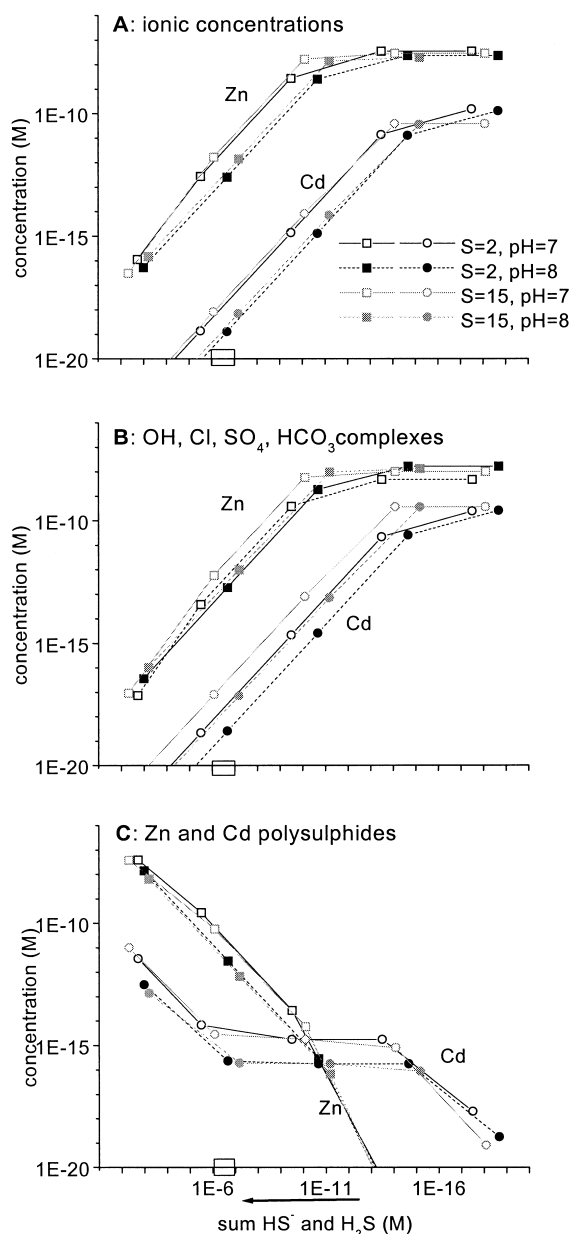 A: ionic concentrations
concentration (M)
1E-10
1E-15
1E-20
Zn
Cd
S=2, pH=7
S=2, pH=8
S=15, pH=7
S=15, pH=8
B: OH, Cl, SO4, HCO3complexes
concentration (M)
1E-10
1E-15
1E-20
Zn
Cd
C: Zn and Cd polysulphides
concentration (M)
1E-10
1E-15
1E-20
Cd
Zn
1E-6 1E-11 1E-16
sum HS- and H2S (M)